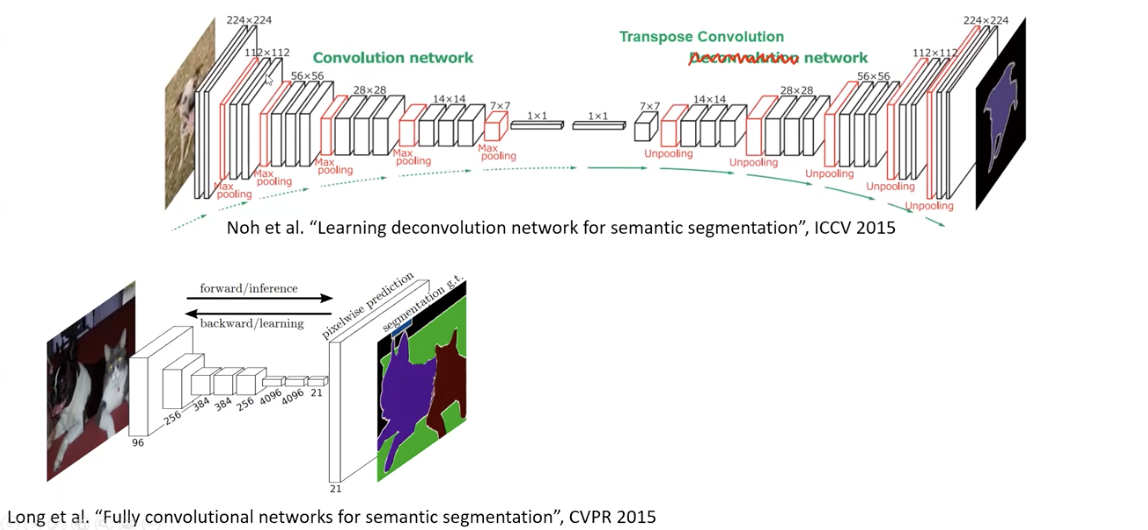 224×224
224×224
Transpose Convolution
112×112
Convolution network
Deconvolution network
112×112
56×56
56×56
28×28
28×28
14×14
14×14
7×7
1×1
1×1
7×7
Max pooling
Max pooling
Max pooling
Max pooling
Max pooling
Unpooling
Unpooling
Unpooling
Unpooling
Unpooling
Noh et al. “Learning deconvolution network for semantic segmentation”, ICCV 2015
forward/inference
backward/learning
pixelwise prediction
segmentation g.t.
96
256
384
384
256
4096
4096
21
21
Long et al. “Fully convolutional networks for semantic segmentation”, CVPR 2015